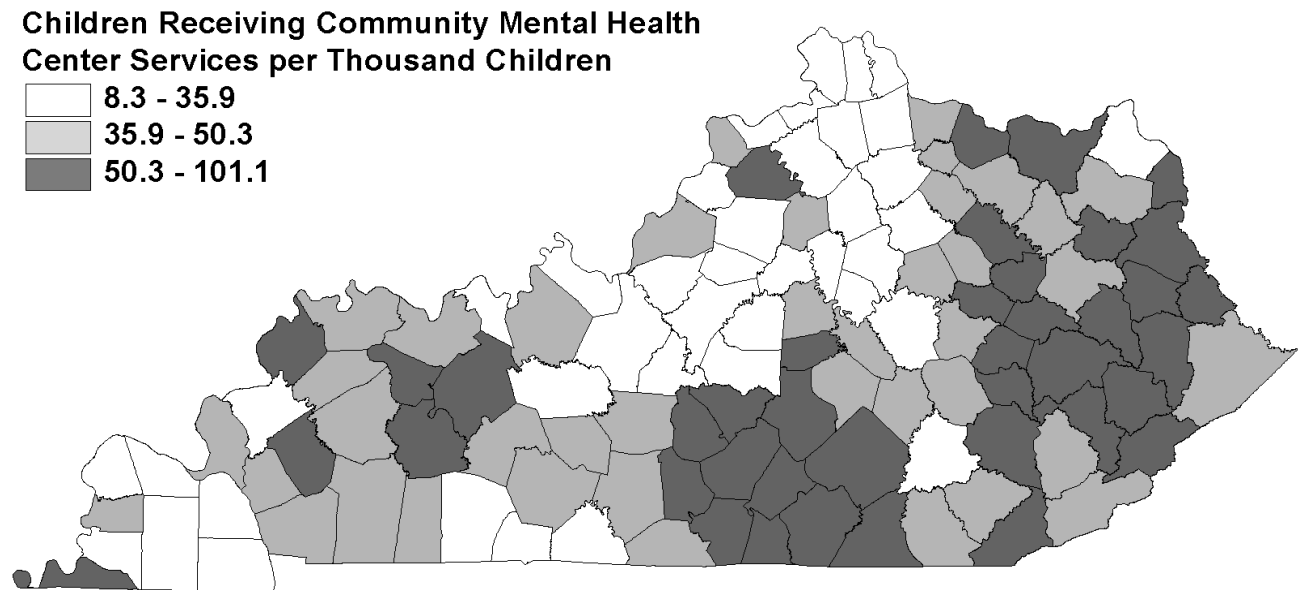 Children Receiving Community Mental Health
Center Services per Thousand Children
8.3 - 35.9
35.9 - 50.3
50.3 - 101.1